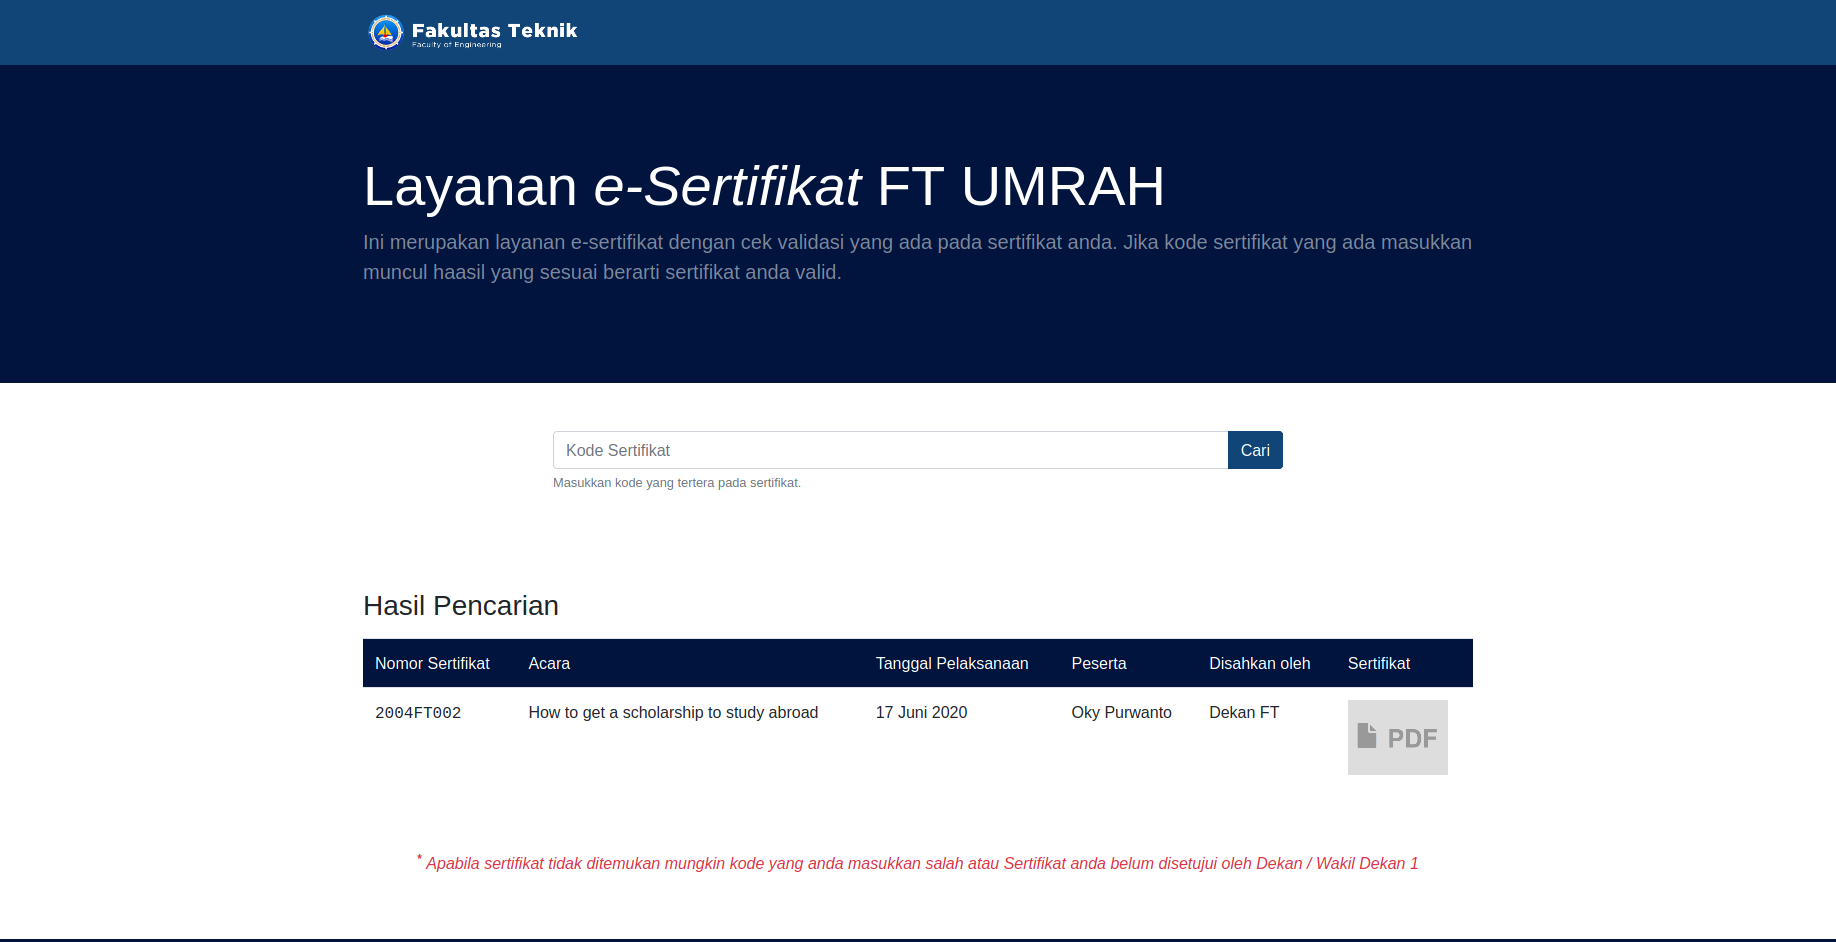 Fakultas Teknik
Faculty of Engineering
Layanan e-Sertifikat FT UMRAH
Ini merupakan layanan e-sertifikat dengan cek validasi yang ada pada sertifikat anda. Jika kode sertifikat yang ada masukkan
muncul haasil yang sesuai berarti sertifikat anda valid.
Kode Sertifikat Cari
Masukkan kode yang tertera pada sertifikat.
Hasil Pencarian
Nomor Sertifikat Acara Tanggal Pelaksanaan Peserta Disahkan oleh Sertifikat
2004FT002 How to get a scholarship to study abroad 17 Juni 2020 Oky Purwanto Dekan FT PDF
* Apabila sertifikat tidak ditemukan mungkin kode yang anda masukkan salah atau Sertifikat anda belum disetujui oleh Dekan / Wakil Dekan 1